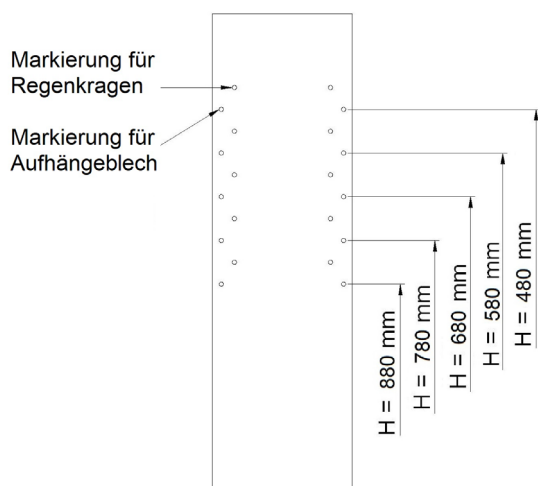 Markierung für
Regenkragen
Markierung für
Aufhängeblech
H = 880 mm
H = 780 mm
H = 680 mm
H = 580 mm
H = 480 mm